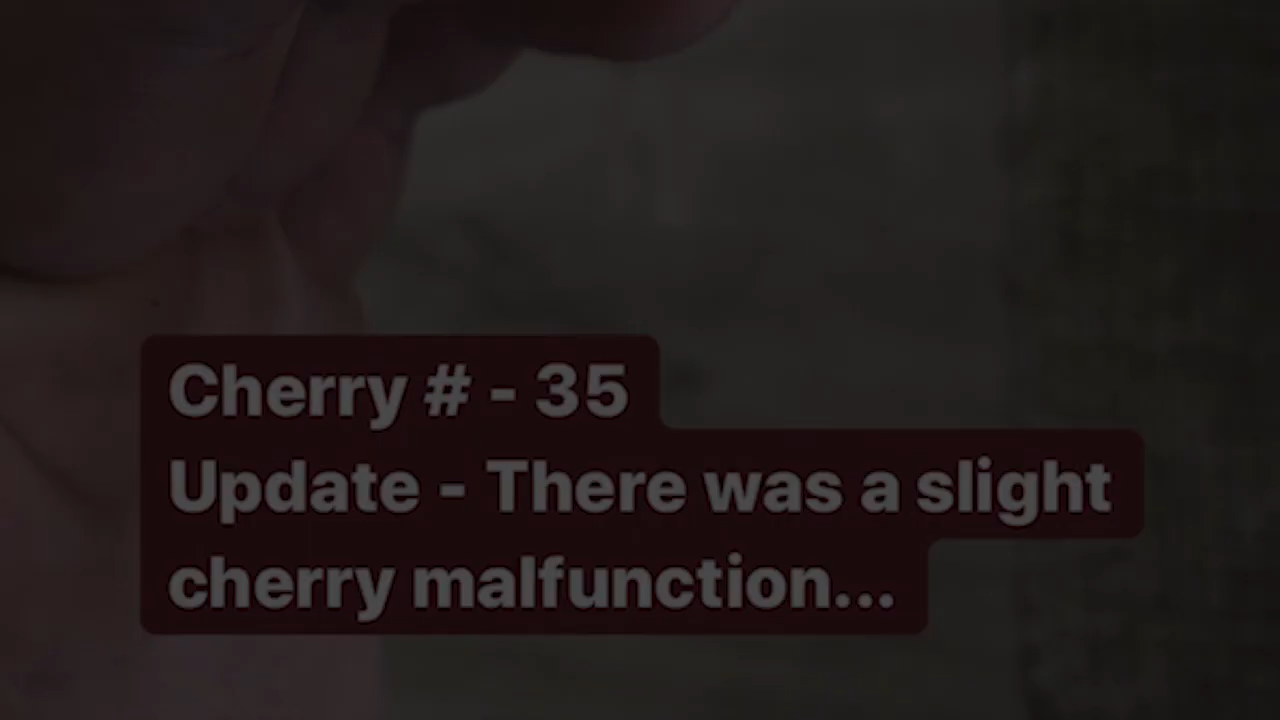 Cherry # - 35
Update - There was a slight
cherry malfunction...